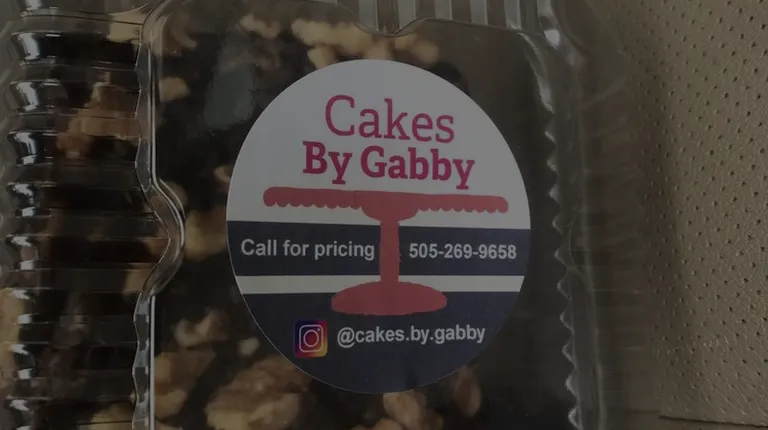 Cakes
By Gabby
Call for pricing 505-269-9658
@cakes.by.gabby